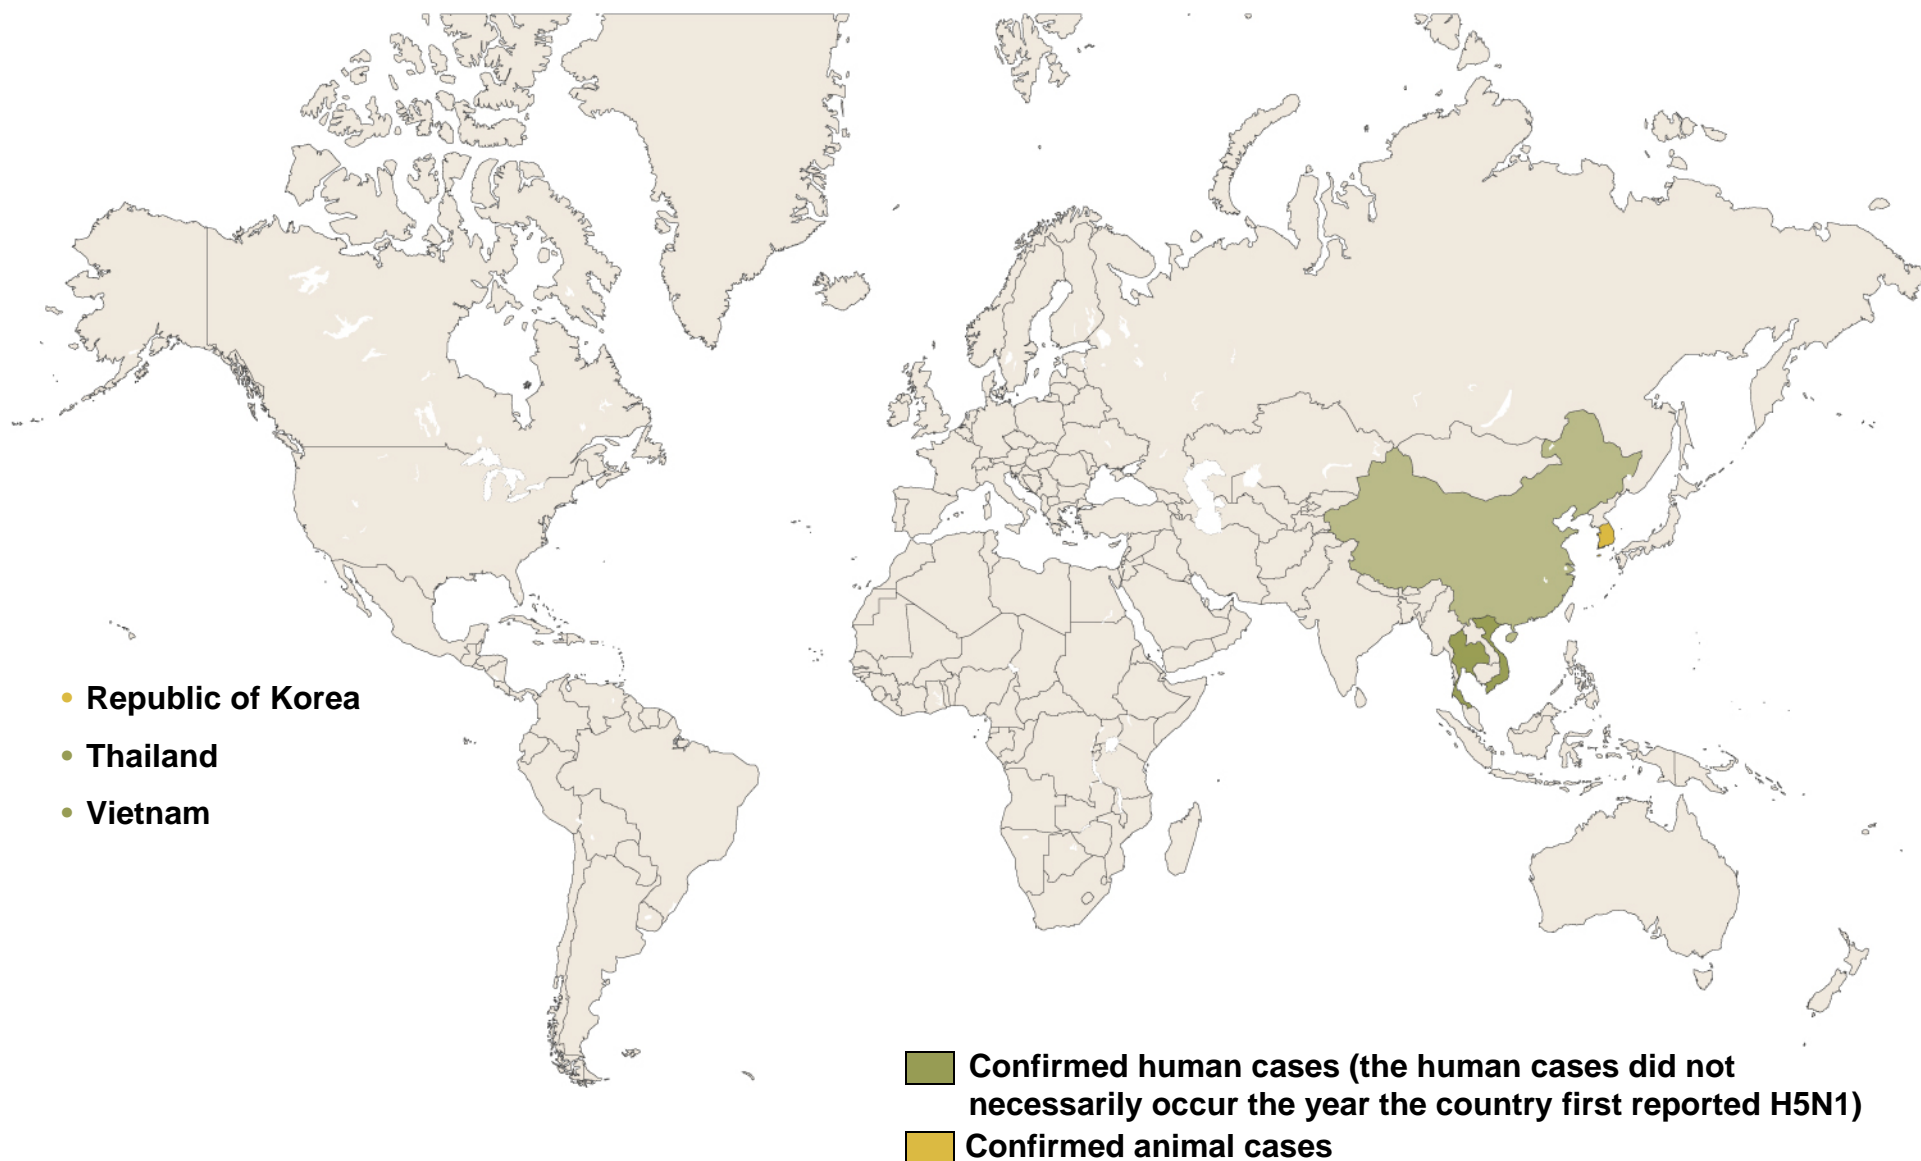 • Republic of Korea
• Thailand
• Vietnam
Confirmed human cases (the human cases did not
necessarily occur the year the country first reported H5N1)
Confirmed animal cases